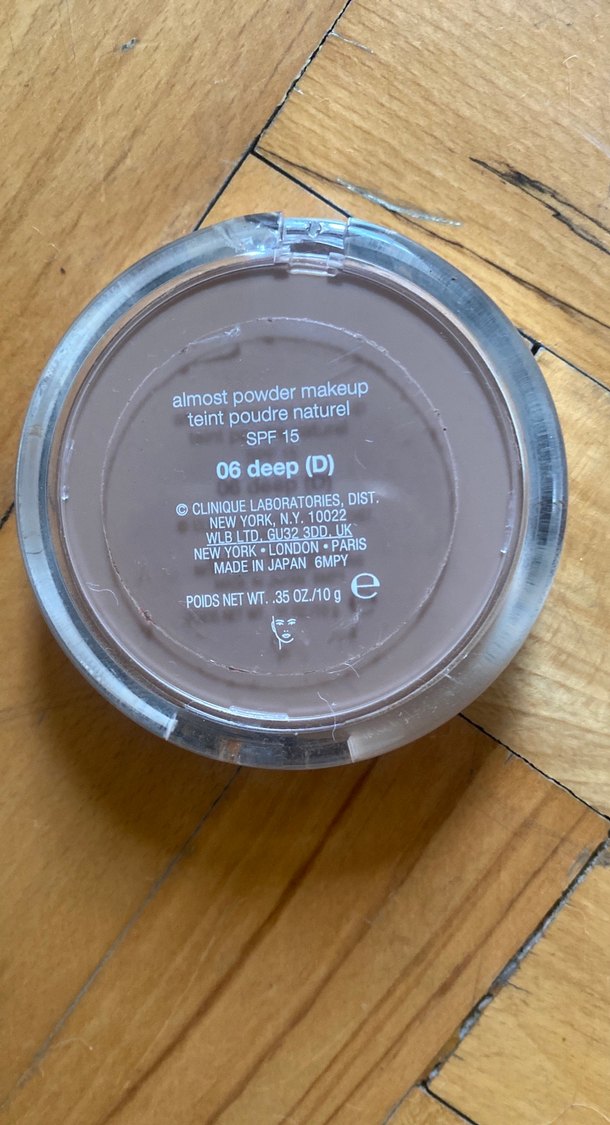 almost powder makeup
teint poudre naturel
SPF 15
06 deep (D)
© CLINIQUE LABORATORIES, DIST.
NEW YORK, N.Y. 10022
WLB LTD, GU32 3DD, UK
NEW YORK • LONDON • PARIS
MADE IN JAPAN 6MPY
POIDS NET WT. .35 OZ./10 g ℮